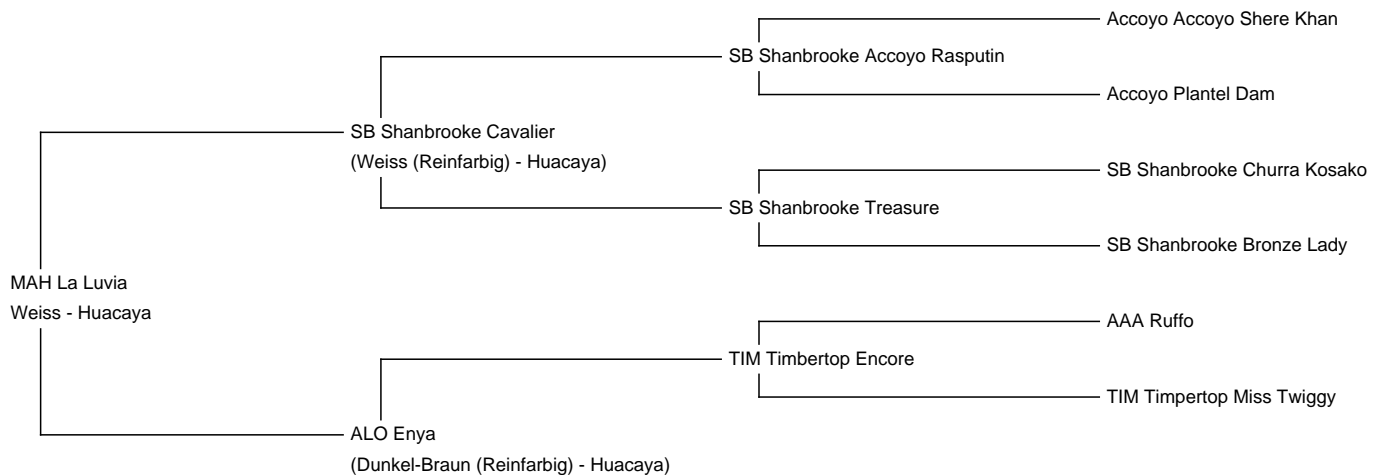 Accoyo Accoyo Shere Khan
SB Shanbrooke Accoyo Rasputin
Accoyo Plantel Dam
SB Shanbrooke Cavalier
(Weiss (Reinfarbig) - Huacaya)
SB Shanbrooke Churra Kosako
SB Shanbrooke Treasure
SB Shanbrooke Bronze Lady
MAH La Luvia
Weiss - Huacaya
AAA Ruffo
TIM Timbertop Encore
TIM Timpertop Miss Twiggy
ALO Enya
(Dunkel-Braun (Reinfarbig) - Huacaya)